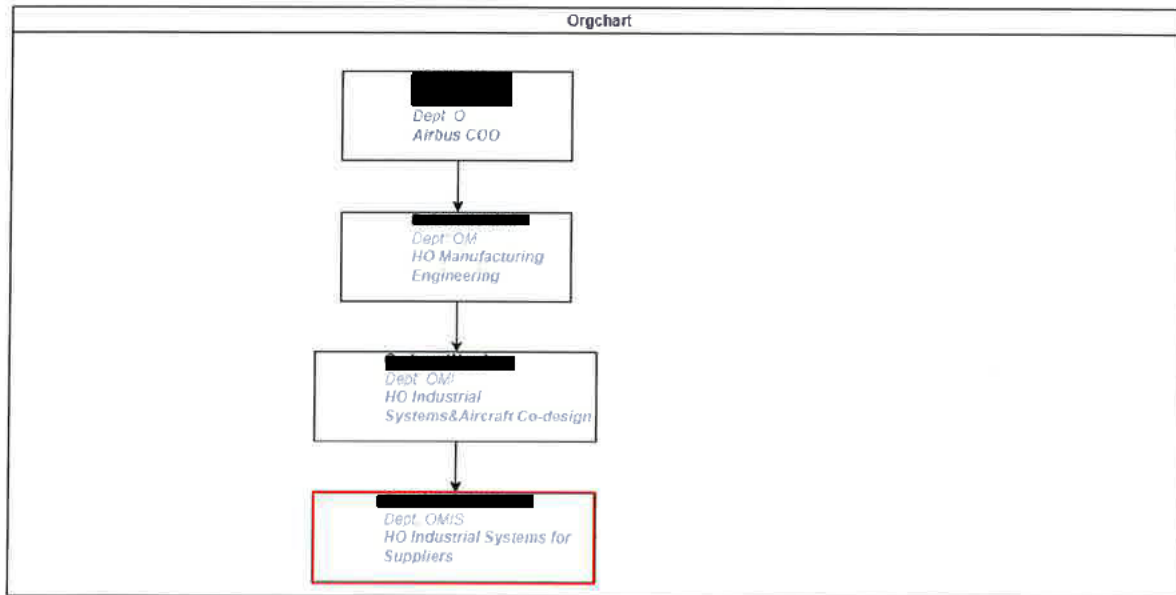 Orgchart
Dept. O
Airbus COO
Dept. OM
HO Manufacturing
Engineering
Dept. OMI
HO Industrial
Systems&Aircraft Co-design
Dept. OMIS
HO Industrial Systems for
Suppliers